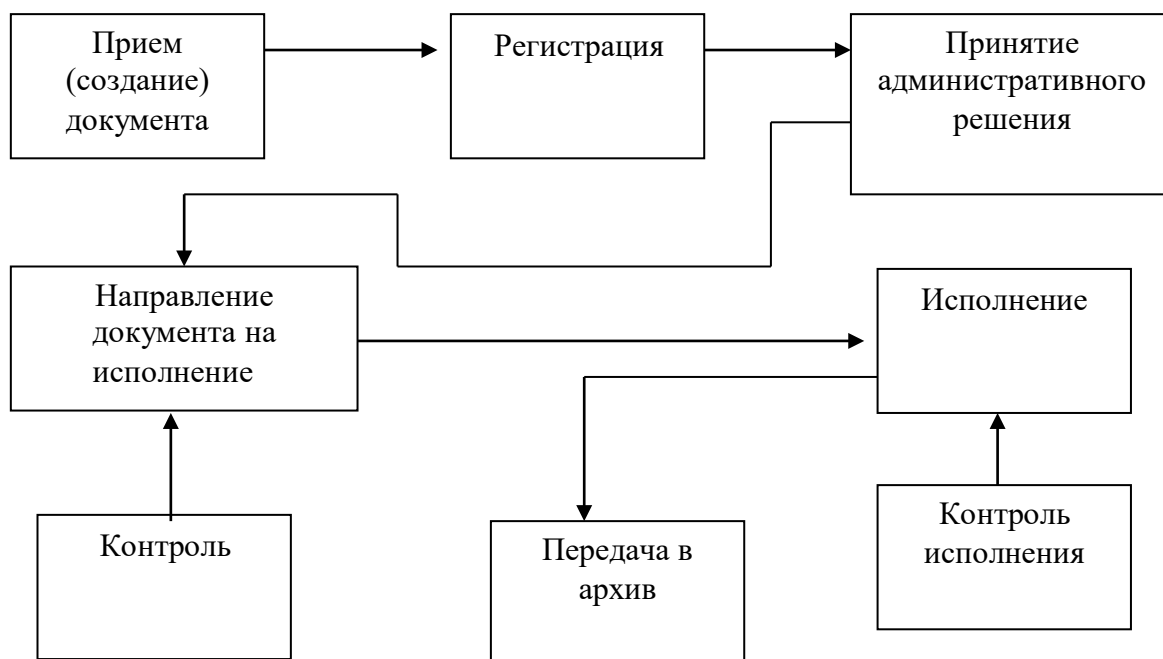 Прием
(создание)
документа
Регистрация
Принятие
административного
решения
Направление
документа на
исполнение
Исполнение
Контроль
Передача в
архив
Контроль
исполнения